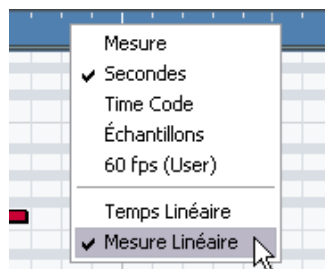 Mesure
Secondes
Time Code
Échantillons
60 fps (User)
Temps Linéaire
Mesure Linéaire